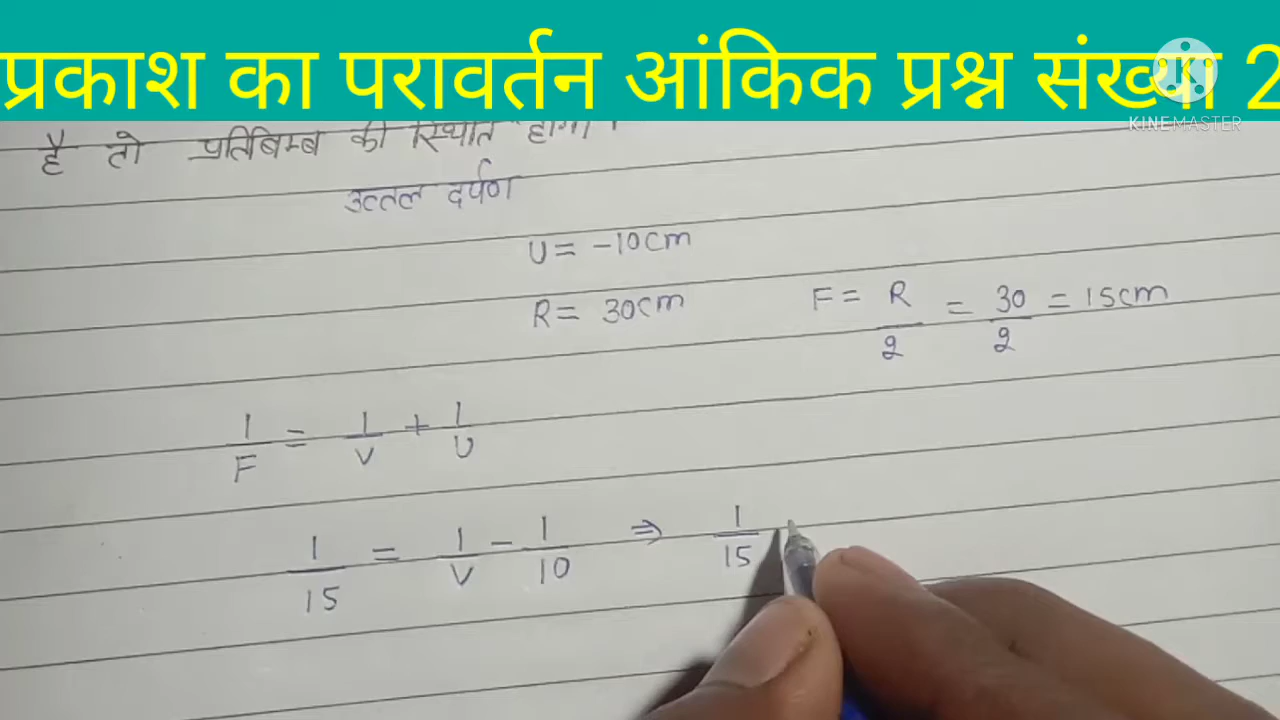 प्रकाश का परावर्तन आंकिक प्रश्न संख्या 2
KINEMASTER
है तो प्रतिबिम्ब की स्थिति होगी ।
उत्तल दर्पण
U = -10cm
R = 30cm F = R/2 = 30/2 = 15cm
1/F = 1/V + 1/U
1/15 = 1/V - 1/10 ⇒ 1/15